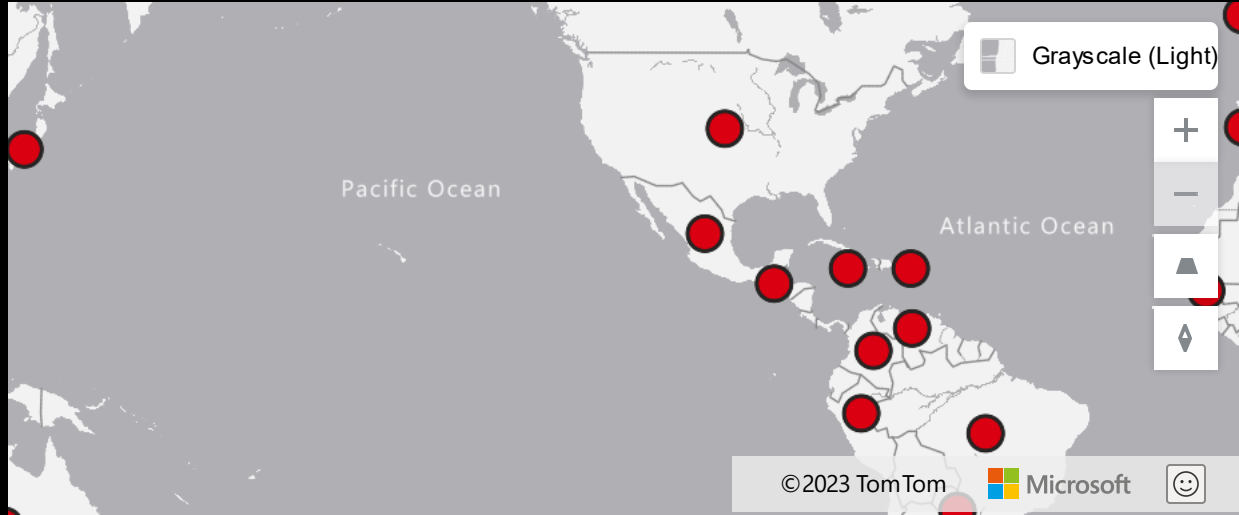 Grayscale (Light)
Pacific Ocean
Atlantic Ocean
©2023 TomTom
Microsoft